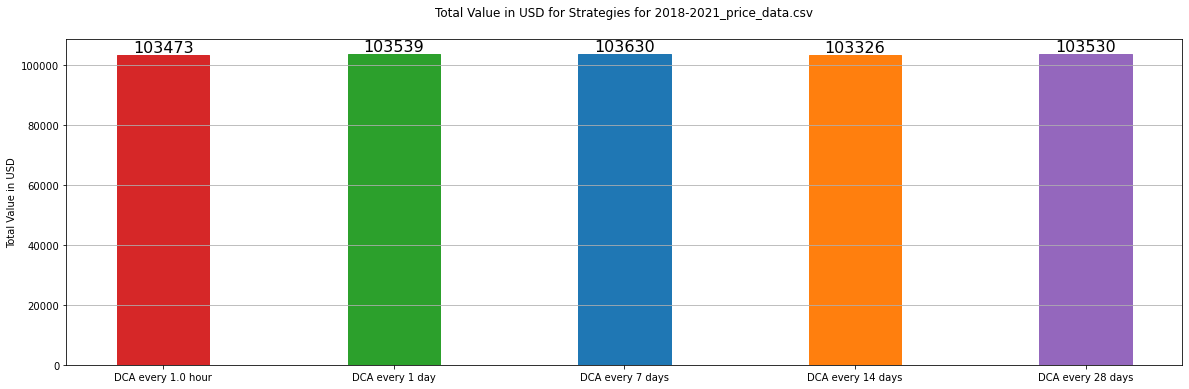 Total Value in USD for Strategies for 2018-2021_price_data.csv
103473
103539
103630
103326
103530
100000
80000
60000
40000
20000
0
Total Value in USD
DCA every 1.0 hour
DCA every 1 day
DCA every 7 days
DCA every 14 days
DCA every 28 days